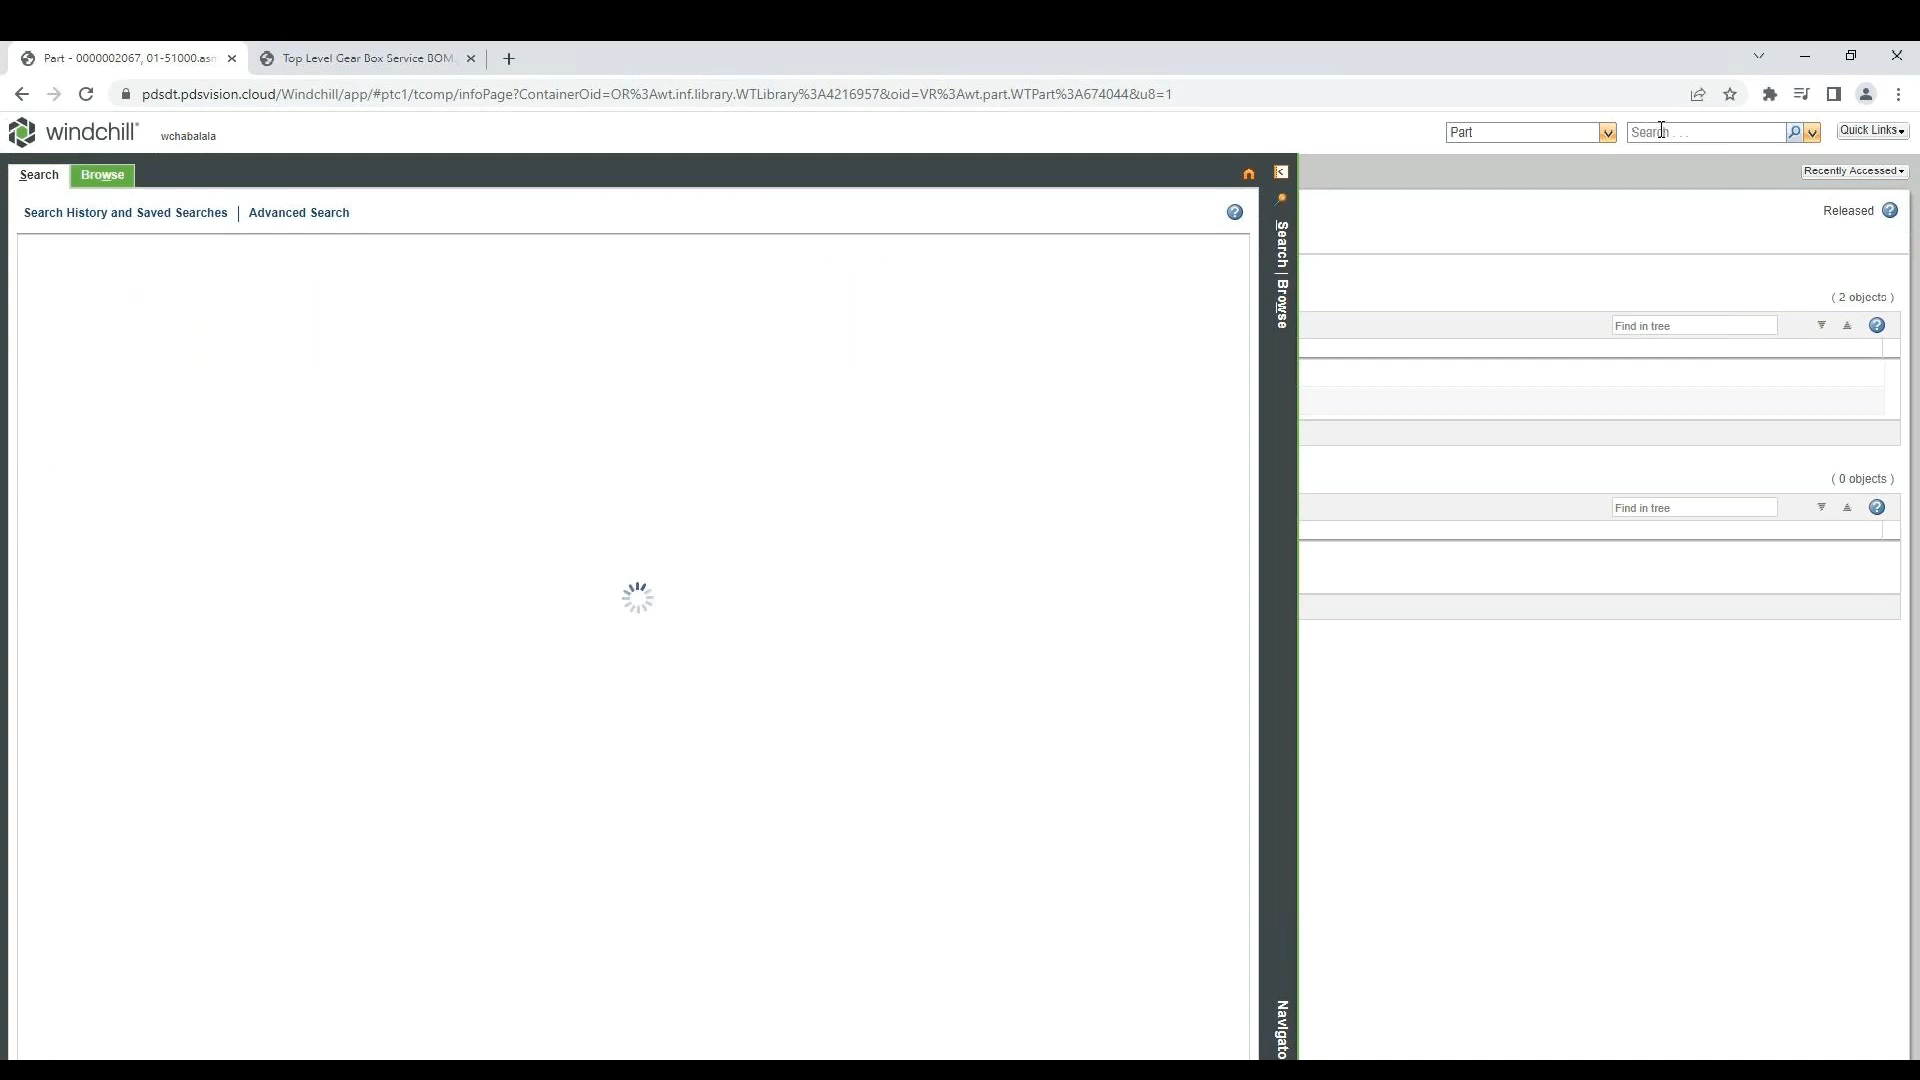 Part - 0000002067, 01-51000.asm
Top Level Gear Box Service BOM
pdsdt.pdsvision.cloud/Windchill/app/#ptc1/tcomp/infoPage?ContainerOid=OR%3Awt.inf.library.WTLibrary%3A4216957&oid=VR%3Awt.part.WTPart%3A674044&u8=1
windchill® wchabalala
Part
Search . . .
Quick Links
Search
Browse
Recently Accessed
Search History and Saved Searches | Advanced Search
Released
Search | Browse
( 2 objects )
Find in tree
( 0 objects )
Find in tree
Navigato